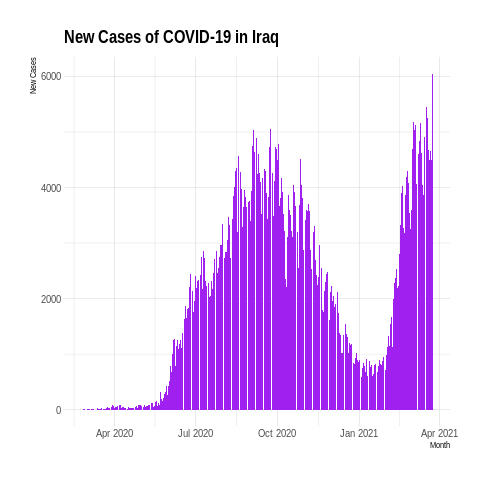 New Cases of COVID-19 in Iraq
New Cases
6000
4000
2000
0
Apr 2020 Jul 2020 Oct 2020 Jan 2021 Apr 2021
Month